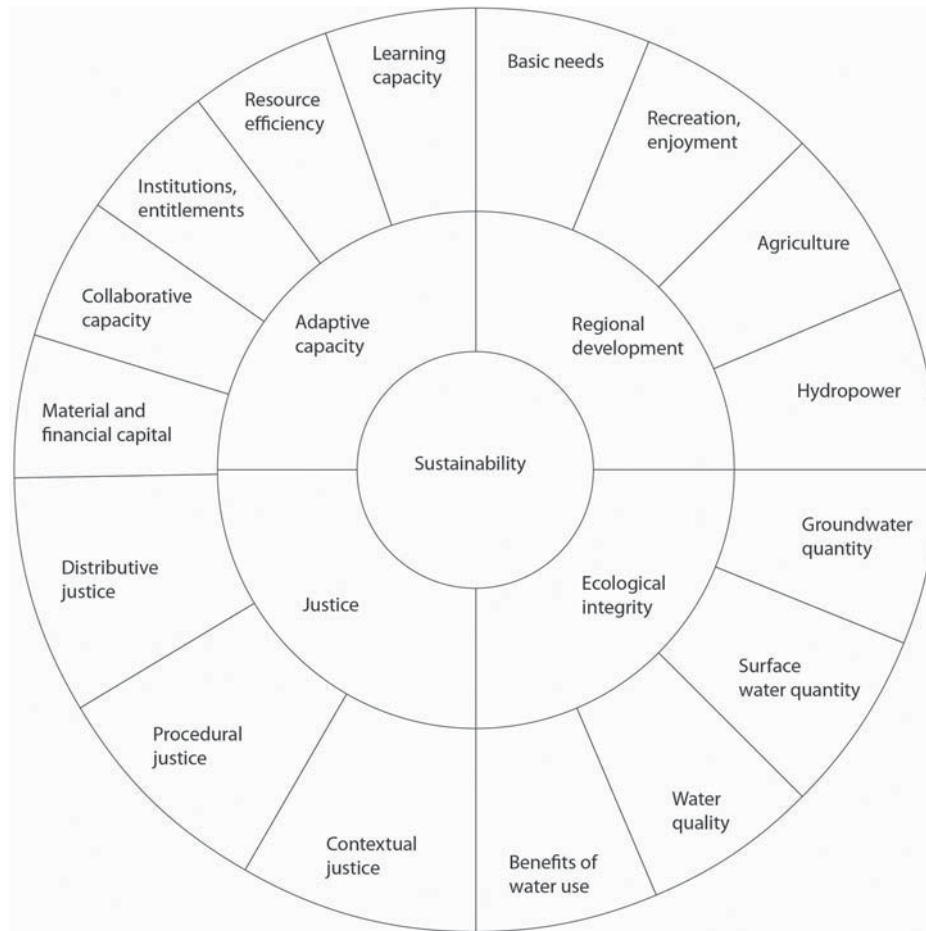 Learning
capacity
Basic needs
Resource
efficiency
Recreation,
enjoyment
Institutions,
entitlements
Agriculture
Collaborative
capacity
Adaptive
capacity
Regional
development
Hydropower
Material and
financial capital
Sustainability
Groundwater
quantity
Distributive
justice
Justice
Ecological
integrity
Surface
water quantity
Procedural
justice
Water
quality
Contextual
justice
Benefits of
water use